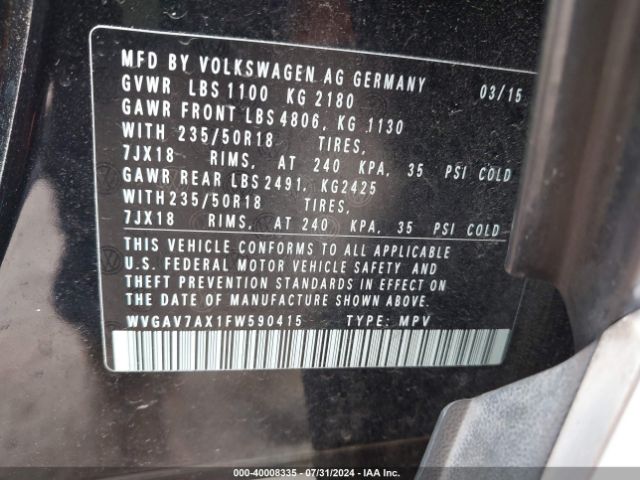 MFD BY VOLKSWAGEN AG GERMANY 03/15
GVWR LBS 1100 KG 2180
GAWR FRONT LBS 4806, KG 1130
WITH 235/50R18 TIRES,
7JX18 RIMS, AT 240 KPA, 35 PSI COLD
GAWR REAR LBS 2491, KG2425
WITH 235/50R18 TIRES,
7JX18 RIMS, AT 240 KPA, 35 PSI COLD
THIS VEHICLE CONFORMS TO ALL APPLICABLE
U.S. FEDERAL MOTOR VEHICLE SAFETY AND
THEFT PREVENTION STANDARDS IN EFFECT ON
THE DATE OF MANUFACTURE SHOWN ABOVE.
WVGAV7AX1FW590415 TYPE: MPV
000-40008335 - 07/31/2024 - IAA Inc.